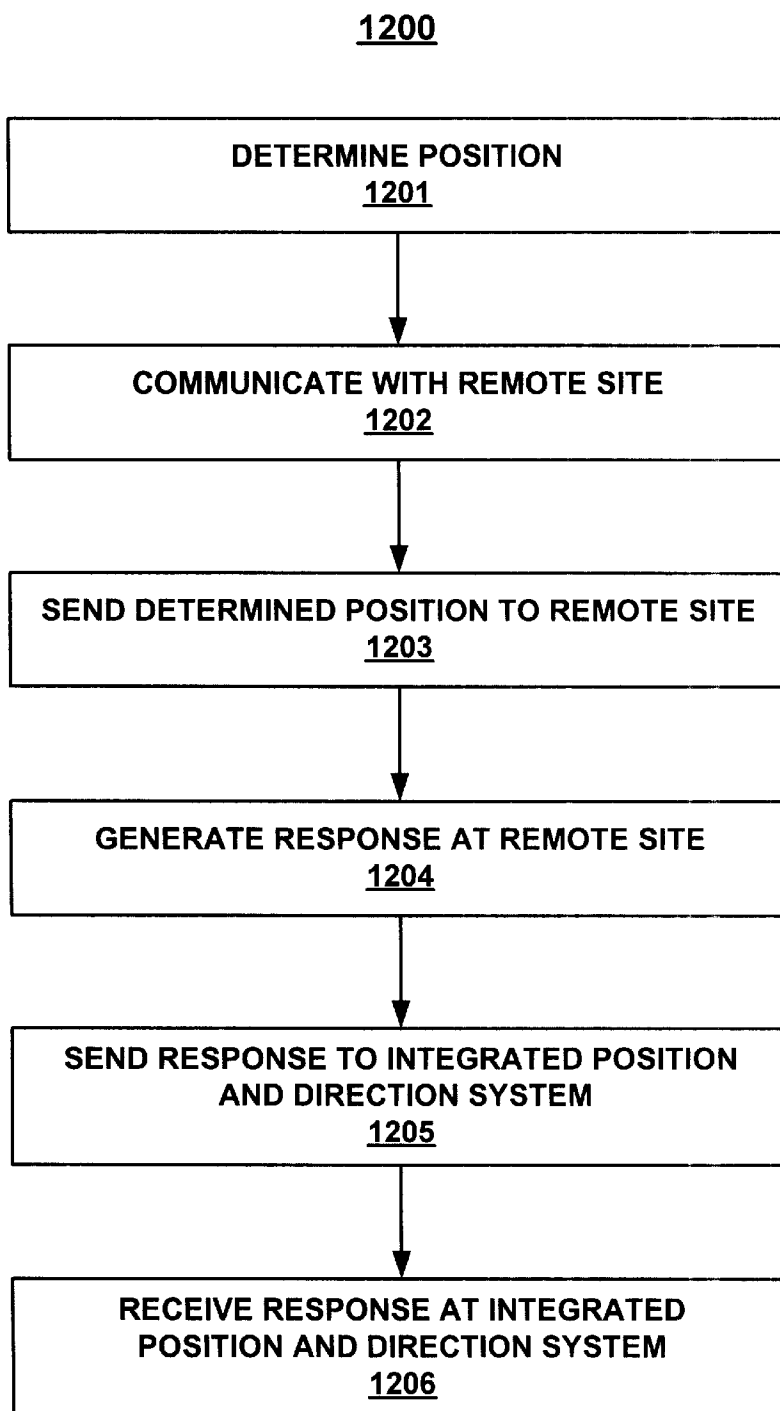 1200
DETERMINE POSITION
1201
COMMUNICATE WITH REMOTE SITE
1202
SEND DETERMINED POSITION TO REMOTE SITE
1203
GENERATE RESPONSE AT REMOTE SITE
1204
SEND RESPONSE TO INTEGRATED POSITION
AND DIRECTION SYSTEM
1205
RECEIVE RESPONSE AT INTEGRATED
POSITION AND DIRECTION SYSTEM
1206